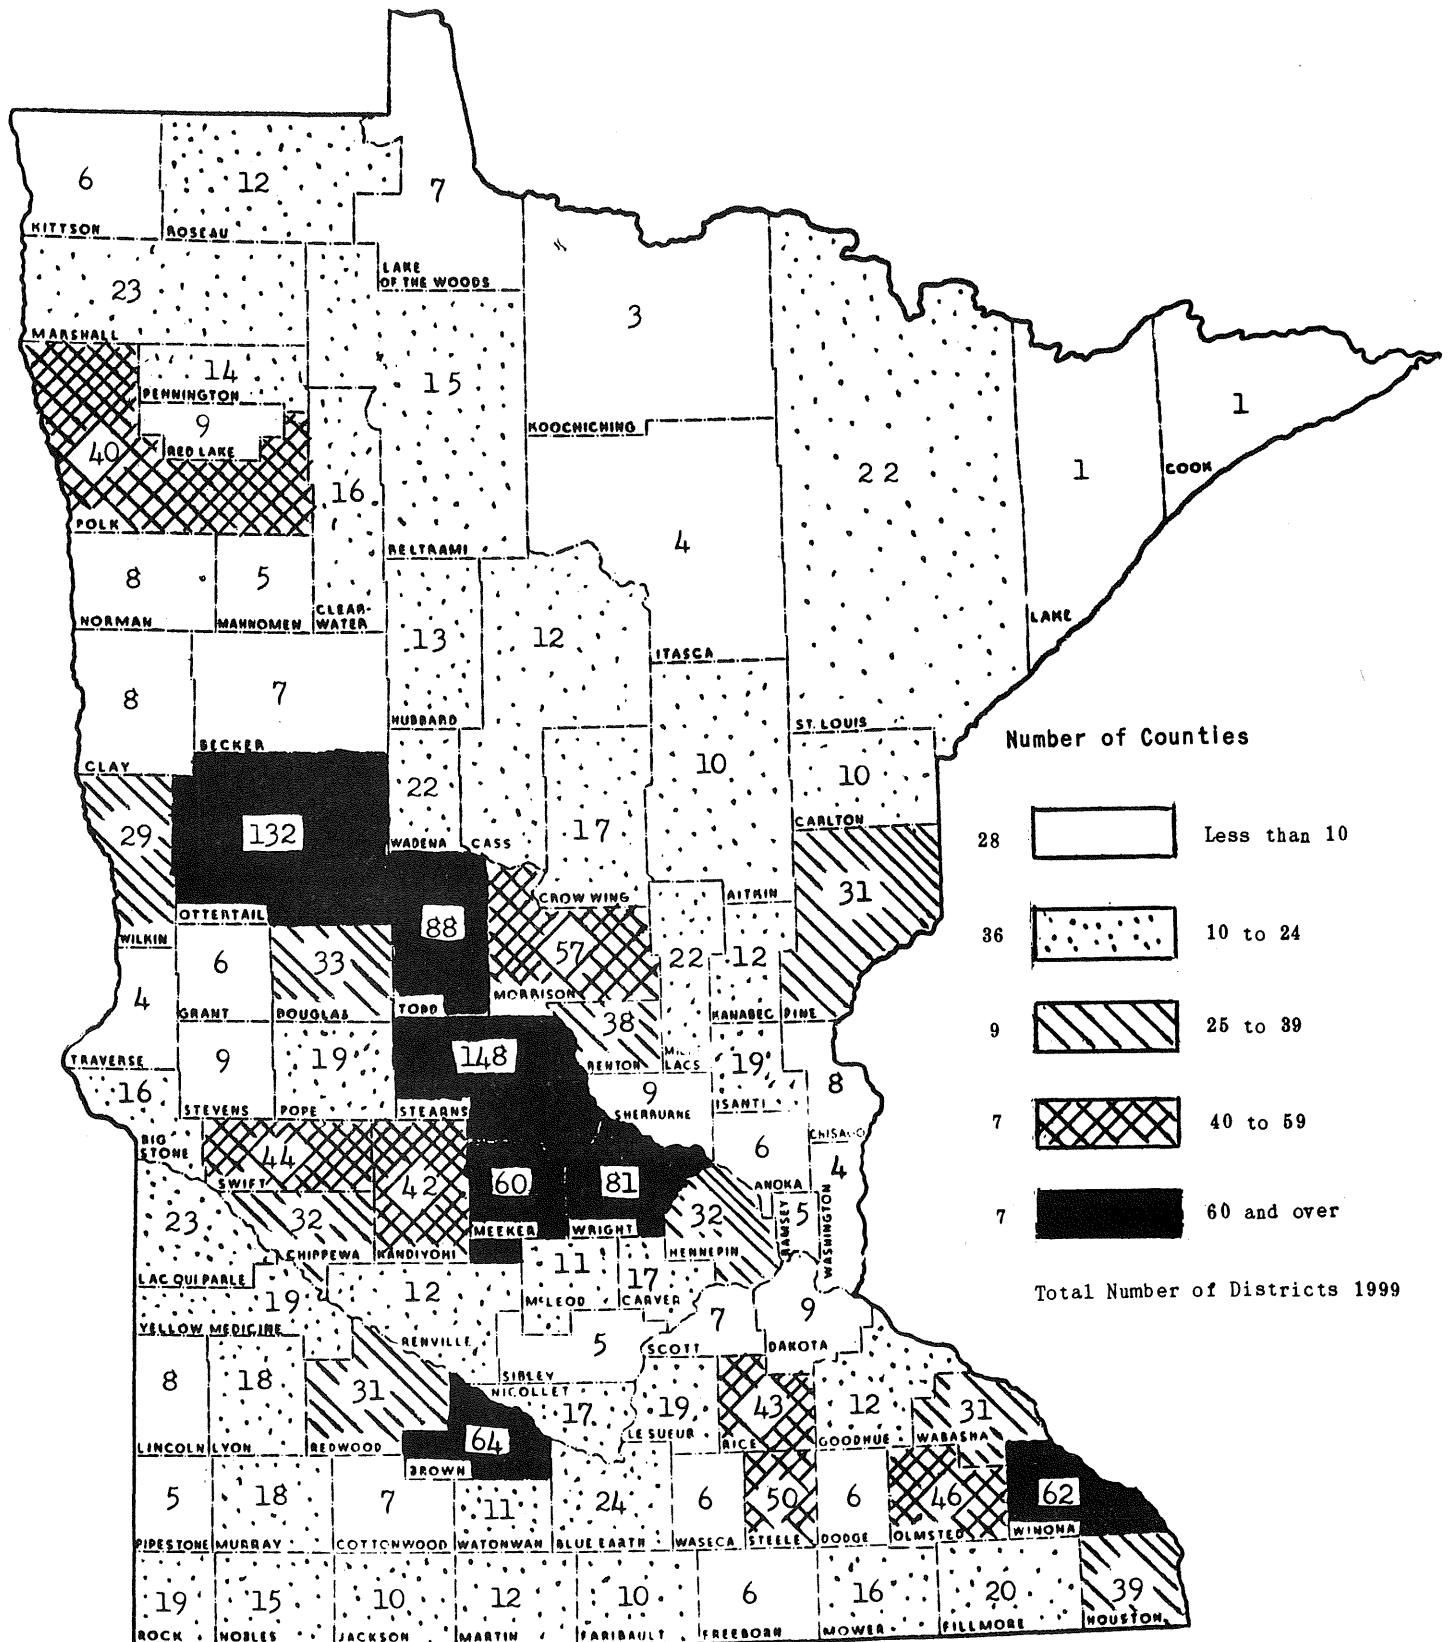 6
KITTSON
12
ROSEAU
7
LAKE
OF THE WOODS
23
MARSHALL
3
KOOCHICHING
14
PENNINGTON
9
RED LAKE
40
POLK
16
CLEAR-
WATER
15
BELTRAMI
22
ST. LOUIS
1
LAKE
1
COOK
4
ITASCA
8
NORMAN
5
MAHNOMEN
13
HUBBARD
12
CASS
8
CLAY
7
BECKER
22
WADENA
17
CROW WING
10
AITKIN
10
CARLTON
29
WILKIN
132
OTTERTAIL
88
TODD
57
MORRISON
22
MILLE
LACS
12
KANABEC
31
PINE
6
GRANT
33
DOUGLAS
4
TRAVERSE
38
BENTON
9
STEVENS
19
POPE
148
STEARNS
9
SHERBURNE
19
ISANTI
8
CHISAGO
16
BIG
STONE
44
SWIFT
42
KANDIYOHI
60
MEEKER
81
WRIGHT
6
ANOKA
4
WASHINGTON
5
RAMSEY
32
HENNEPIN
23
LAC QUI PARLE
32
CHIPPEWA
12
RENVILLE
11
McLEOD
17
CARVER
7
SCOTT
9
DAKOTA
19
YELLOW MEDICINE
5
SIBLEY
8
LINCOLN
18
LYON
31
REDWOOD
64
BROWN
NICOLLET
17
19
LE SUEUR
43
RICE
12
GOODHUE
31
WABASHA
5
PIPESTONE
18
MURRAY
7
COTTONWOOD
11
WATONWAN
24
BLUE EARTH
6
WASECA
50
STEELE
6
DODGE
46
OLMSTED
62
WINONA
19
ROCK
15
NOBLES
10
JACKSON
12
MARTIN
10
FARIBAULT
6
FREEBORN
16
MOWER
20
FILLMORE
39
HOUSTON
Number of Counties
28 Less than 10
36 10 to 24
9 25 to 39
7 40 to 59
7 60 and over
Total Number of Districts 1999